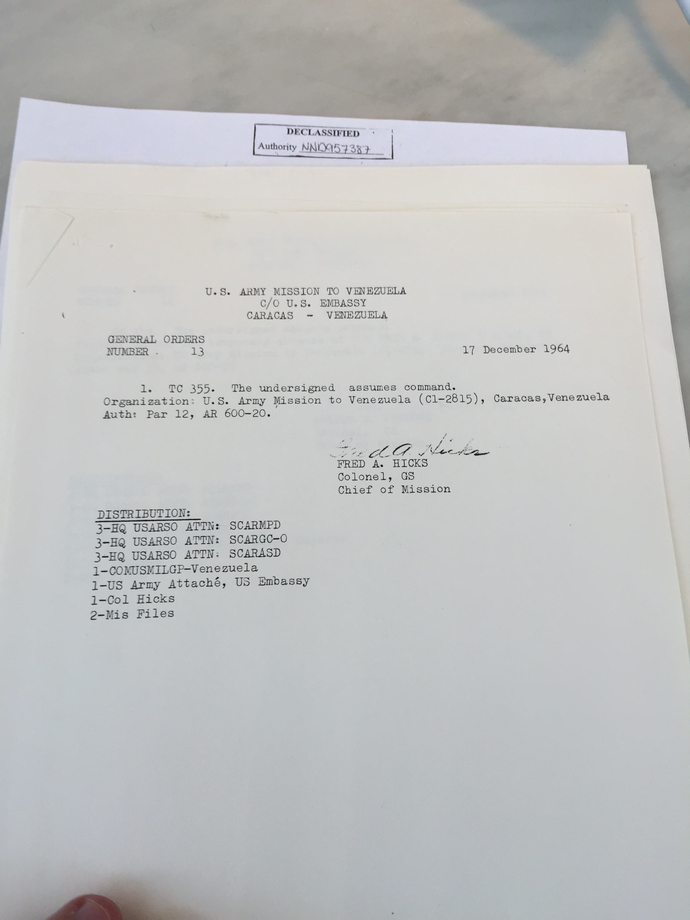 DECLASSIFIED
Authority NND957387
U.S. ARMY MISSION TO VENEZUELA
C/O U.S. EMBASSY
CARACAS - VENEZUELA
GENERAL ORDERS
NUMBER . 13
17 December 1964
1. TC 355. The undersigned assumes command.
Organization: U.S. Army Mission to Venezuela (C1-2815), Caracas,Venezuela
Auth: Par 12, AR 600-20.
Fred A Hicks
FRED A. HICKS
Colonel, GS
Chief of Mission
DISTRIBUTION:
3-HQ USARSO ATTN: SCARMPD
3-HQ USARSO ATTN: SCARGC-O
3-HQ USARSO ATTN: SCARASD
1-COMUSMILGP-Venezuela
1-US Army Attaché, US Embassy
1-Col Hicks
2-Mis Files